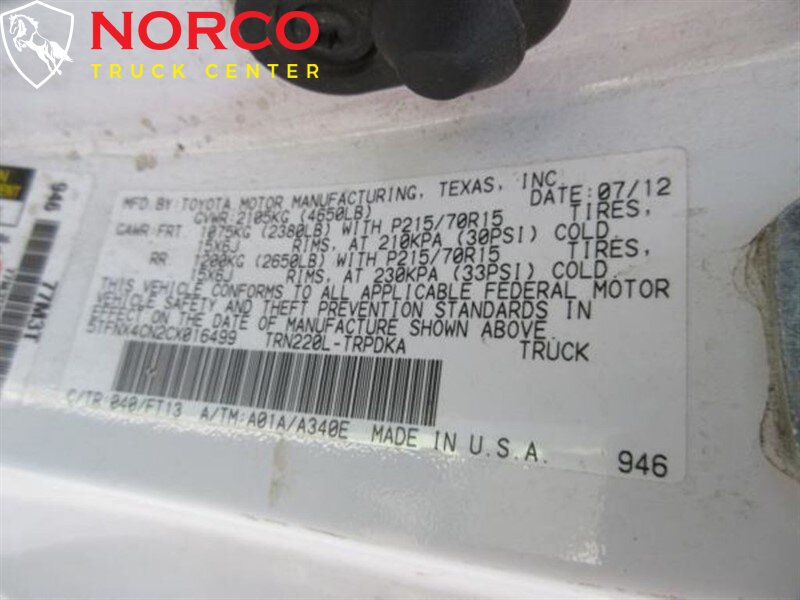 NORCO
TRUCK CENTER
MFD. BY: TOYOTA MOTOR MANUFACTURING, TEXAS, INC.
GVWR: 2105KG (4650LB) DATE: 07/12
GAWR: FRT. 1075KG (2380LB) WITH P215/70R15 TIRES,
15X6J RIMS, AT 210KPA (30PSI) COLD
RR. 1200KG (2650LB) WITH P215/70R15 TIRES,
15X6J RIMS, AT 230KPA (33PSI) COLD.
THIS VEHICLE CONFORMS TO ALL APPLICABLE FEDERAL MOTOR
VEHICLE SAFETY AND THEFT PREVENTION STANDARDS IN
EFFECT ON THE DATE OF MANUFACTURE SHOWN ABOVE.
5TFNX4CN2CX016499 TRN220L-TRPDKA TRUCK
C/TR:040/FT13 A/TM:A01A/A340E MADE IN U.S.A.
946
946
77M3T